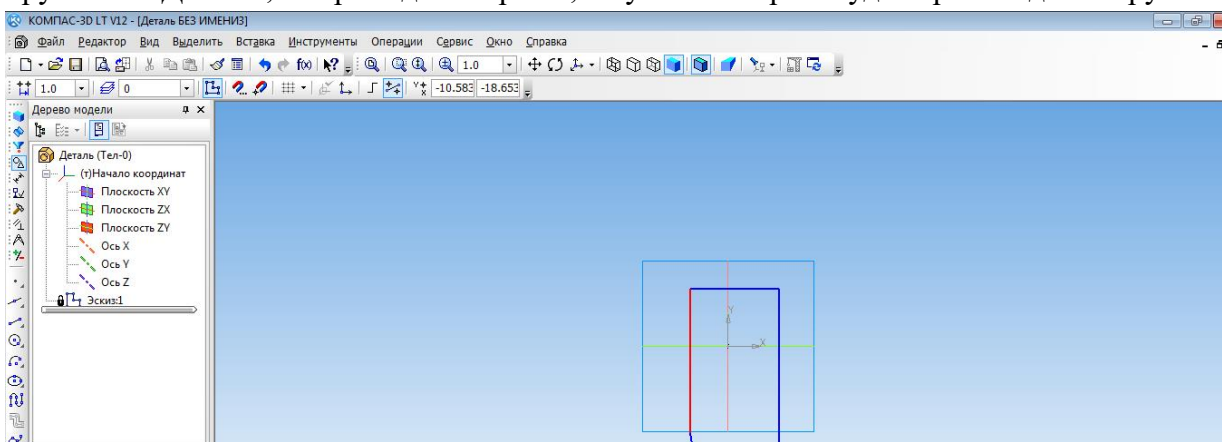 КОМПАС-3D LT V12 - [Деталь БЕЗ ИМЕНИ3]
Файл Редактор Вид Выделить Вставка Инструменты Операции Сервис Окно Справка
1.0
1.0 0 -10.583 -18.653
Дерево модели
Деталь (Тел-0)
(т)Начало координат
Плоскость XY
Плоскость ZX
Плоскость ZY
Ось X
Ось Y
Ось Z
Эскиз:1
Y
X